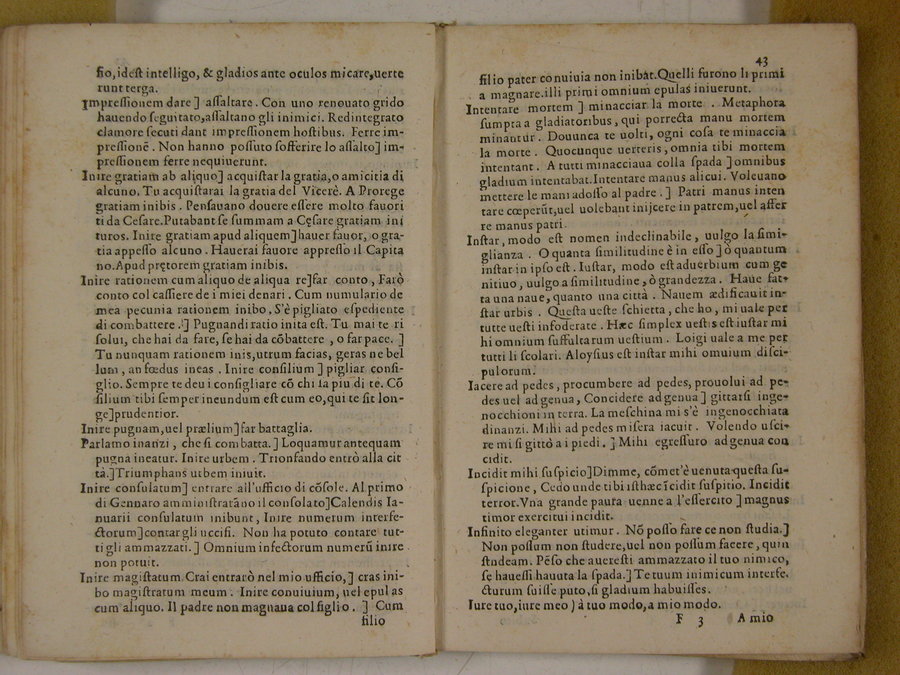 ſio, ideſt intelligo, & gladios ante oculos micare, uerte
runt terga.
Impreſſionem dare] aſſaltare. Con uno renouato grido
hauendo ſeguitato, aſſaltano gli inimici. Redintegrato
clamore ſecuti dant impreſſionem hoſtibus. Ferre im-
preſſionē. Non hanno poſſuto ſofferire lo aſſalto] im-
preſſionem ferre nequiuerunt.
Inire gratiam ab aliquo] acquiſtar la gratia, o amicitia di
alcuno. Tu acquiſtarai la gratia del Vicerè. A Prorege
gratiam inibis. Penſauano douere eſſere molto fauori
ti da Ceſare. Putabant ſe ſummam a Cęſare gratiam ini
turos. Inire gratiam apud aliquem] hauer fauor, o gra-
tia appeſſo alcuno. Hauerai fauore appreſſo il Capita
no. Apud prętorem gratiam inibis.
Inire rationem cum aliquo de aliqua re] far conto, Farò
conto col caſſiere de i miei denari. Cum numulario de
mea pecunia rationem inibo. S'è pigliato eſpediente
di combattere.] Pugnandi ratio inita eſt. Tu mai te ri
ſolui, che hai da fare, ſe hai da cōbattere, o far pace.]
Tu nunquam rationem inis, utrum facias, geras ne bel
lum, an fœdus ineas. Inire conſilium] pigliar conſi-
glio. Sempre te deui conſigliare cō chi ſa piu di te. Cō
ſilium tibi ſemper ineundum eſt cum eo, qui te ſit lon-
ge] prudentior.
Inire pugnam, uel prælium] far battaglia.
Parlamo inanzi, che ſi combatta.] Loquamur antequam
pugna ineatur. Inire urbem. Trionfando entrò alla cit
tà.] Triumphans urbem iniuit.
Inire conſulatum] entrare all'ufficio di cōſole. Al primo
di Gennaro amminiſtrarāno il conſolato] Calendis Ia-
nuarii conſulatum inibunt, Inire numerum interfe-
ctorum] contar gli ucciſi. Non ha potuto contare tut-
ti gli ammazzati.] Omnium infectorum numerū inire
non potuit.
Inire magiſtatum. Crai entrarò nel mio ufficio,] cras ini-
bo magiſtratum meum. Inire conuiuium, uel epulas
cum aliquo. Il padre non magnaua col figlio.] Cum
filio
43
filio pater conuiuia non inibàt. Quelli furono li primi
a magnare. illi primi omnium epulas iniuerunt.
Intentare mortem] minacciar la morte. Metaphora
ſumpta a gladiatoribus, qui porrecta manu mortem
minantur. Douunca te uolti, ogni coſa te minaccia
la morte. Quocunque uerteris, omnia tibi mortem
intentant. A tutti minacciaua colla ſpada] omnibus
gladium intentabat. Intentare manus alicui. Voleuano
mettere le mani adoſſo al padre.] Patri manus inten
tare cœperūt, uel uolebant inijcere in patrem, uel affer
re manus patri.
Inſtar, modo eſt nomen indeclinabile, uulgo la ſimi-
glianza. O quanta ſimilitudine è in eſſo] ò quantum
inſtar in ipſo eſt. Iuſtar, modo eſt aduerbium cum ge
nitiuo, uulgo a ſimilitudine, ò grandezza. Haue fat-
ta una naue, quanto una città. Nauem ædificauit in-
ſtar urbis. Queſta ueſte ſchietta, che ho, mi uale per
tutte ueſti infoderate. Hæc ſimplex ueſtis eſt iuſtar mi
hi omnium ſuffultarum ueſtium. Loigi uale a me per
tutti li ſcolari. Aloyſius eſt inſtar mihi omuium diſci-
pulorum.
Iacere ad pedes, procumbere ad pedes, prouolui ad pe-
des uel ad genua, Concidere ad genua] gittarſi inge-
nocchioni in terra. La meſchina mi s'è ingenocchiata
dinanzi. Mihi ad pedes miſera iacuit. Volendo uſci-
re mi ſi gittò a i piedi.] Mihi egreſſuro ad genua con
cidit.
Incidit mihi ſuſpicio] Dimme, cōmet'è uenuta queſta ſu-
ſpicione, Cedo unde tibi iſthæc īcidit ſuſpitio. Incidit
terror. Vna grande paura uenne a l'eſſercito] magnus
timor exercitui incidit.
Infinito eleganter utimur. Nō poſſo fare ce non ſtudia.]
Non poſſum non ſtudere, uel non poſſum facere, quin
ſtudeam. Pēſo che auereſti ammazzato il tuo nimico,
ſe haueſſi hauuta la ſpada.] Te tuum inimicum interfe.
cturum fuiſſe puto, ſi gladium habuiſſes.
Iure tuo, iure meo) à tuo modo, a mio modo.
F 3 A mio